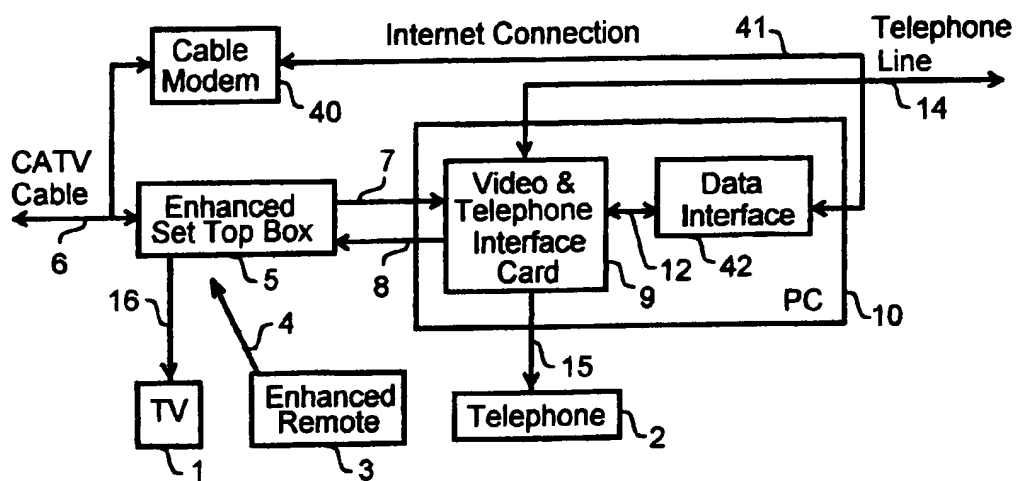 Cable
Modem
40
Internet Connection
41
Telephone
Line
14
CATV
Cable
6
Enhanced
Set Top Box
5
7
8
Video &
Telephone
Interface
Card
9
12
Data
Interface
42
PC
10
16
4
15
TV
1
Enhanced
Remote
3
Telephone
2